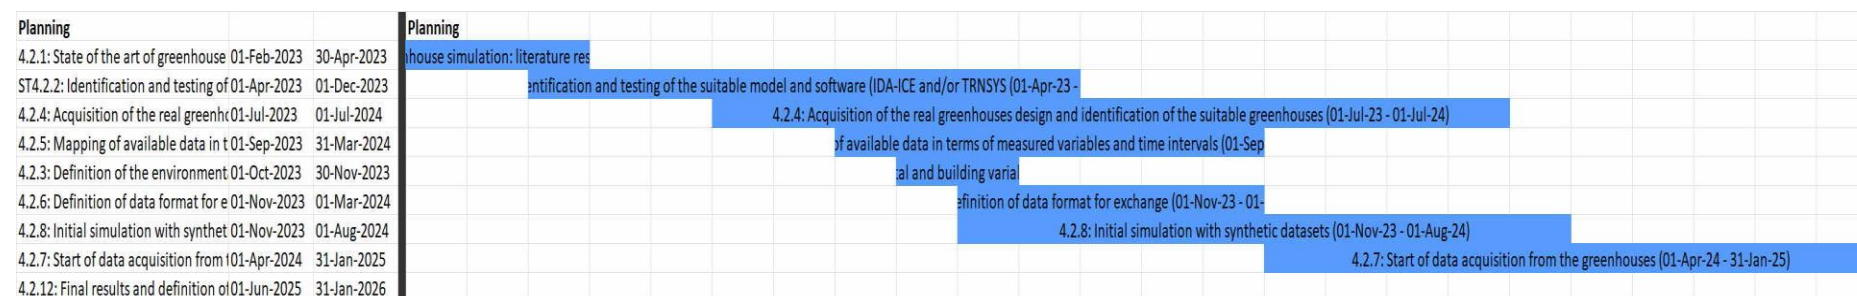 Planning Planning
4.2.1: State of the art of greenhouse 01-Feb-2023 30-Apr-2023 house simulation: literature res
ST4.2.2: Identification and testing of 01-Apr-2023 01-Dec-2023 entification and testing of the suitable model and software (IDA-ICE and/or TRNSYS (01-Apr-23 -
4.2.4: Acquisition of the real greenho 01-Jul-2023 01-Jul-2024 4.2.4: Acquisition of the real greenhouses design and identification of the suitable greenhouses (01-Jul-23 - 01-Jul-24)
4.2.5: Mapping of available data in t 01-Sep-2023 31-Mar-2024 of available data in terms of measured variables and time intervals (01-Sep
4.2.3: Definition of the environment 01-Oct-2023 30-Nov-2023 al and building varial
4.2.6: Definition of data format for e 01-Nov-2023 01-Mar-2024 efinition of data format for exchange (01-Nov-23 - 01-
4.2.8: Initial simulation with synthet 01-Nov-2023 01-Aug-2024 4.2.8: Initial simulation with synthetic datasets (01-Nov-23 - 01-Aug-24)
4.2.7: Start of data acquisition from t 01-Apr-2024 31-Jan-2025 4.2.7: Start of data acquisition from the greenhouses (01-Apr-24 - 31-Jan-25)
4.2.12: Final results and definition of 01-Jun-2025 31-Jan-2026